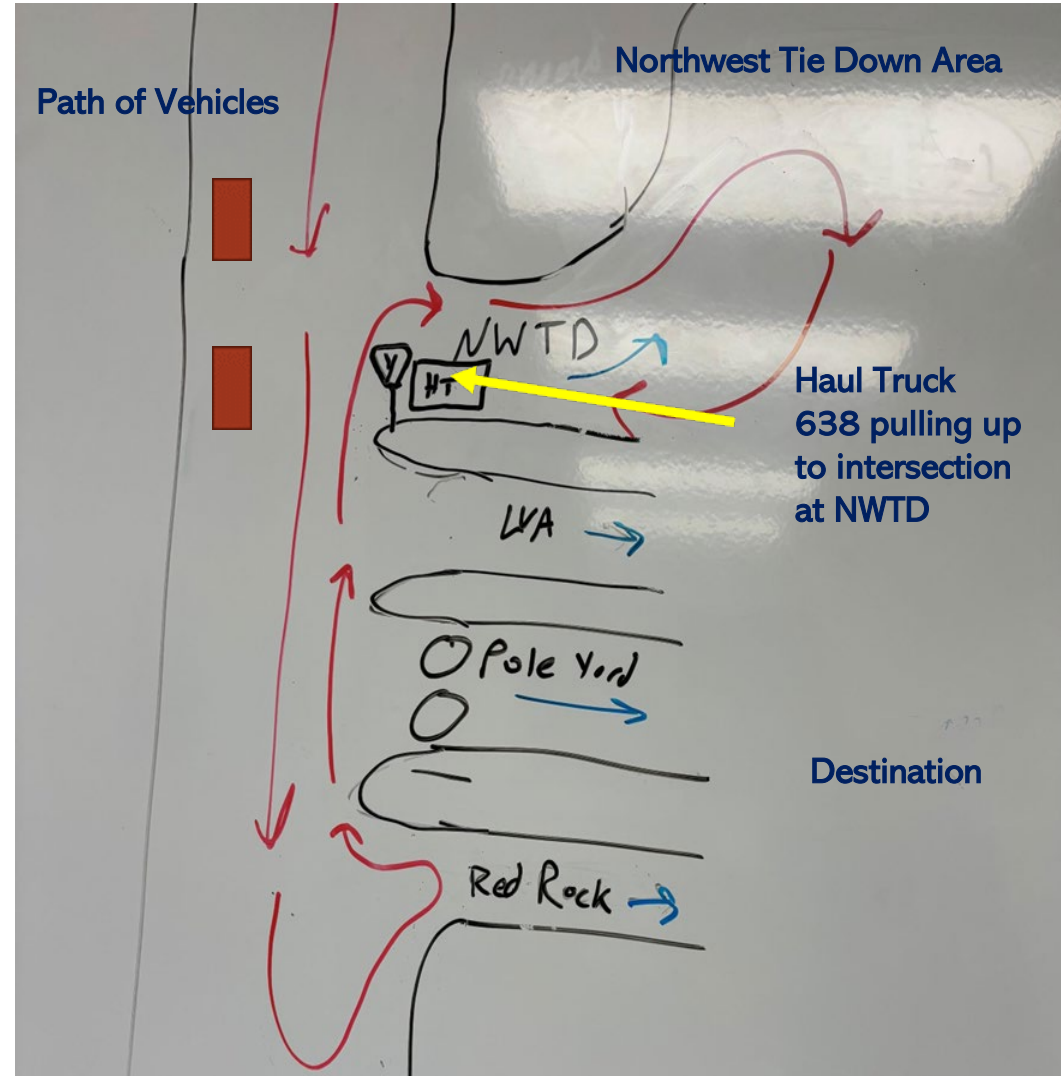 Northwest Tie Down Area
Path of Vehicles
NWTD
Y
HT
Haul Truck
638 pulling up
to intersection
at NWTD
LVA
Pole Yard
Destination
Red Rock